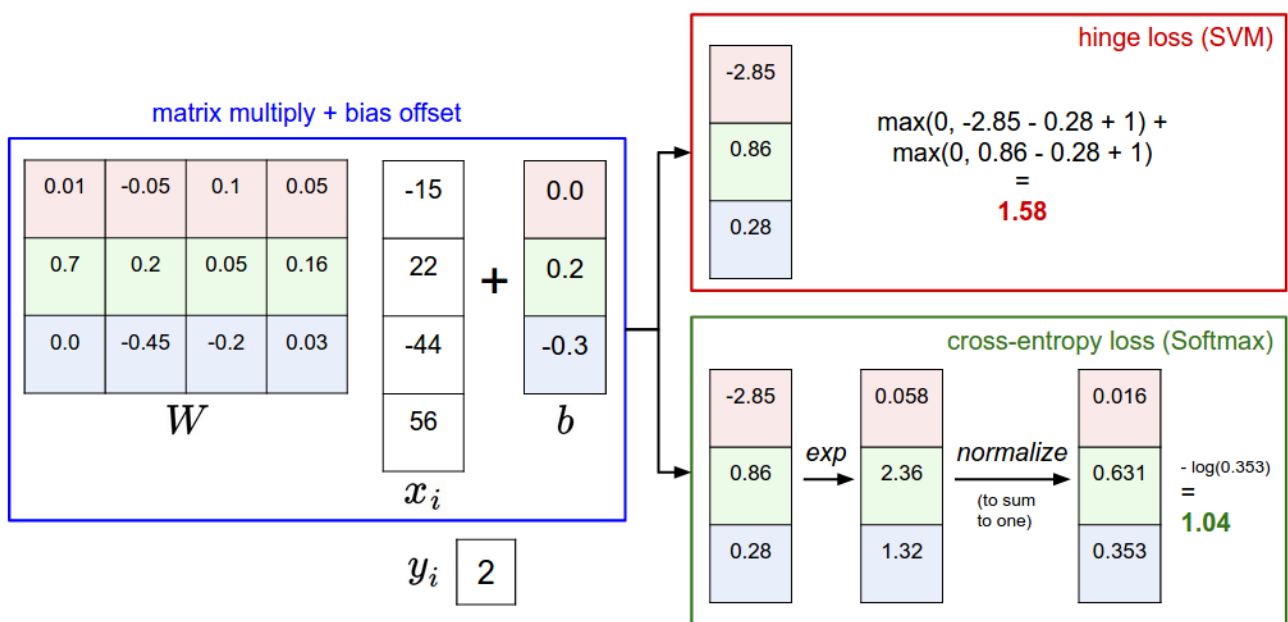 matrix multiply + bias offset
0.01 -0.05 0.1 0.05
0.7 0.2 0.05 0.16
0.0 -0.45 -0.2 0.03
W
-15
22
-44
56
x_i
+
0.0
0.2
-0.3
b
y_i 2
hinge loss (SVM)
-2.85
0.86
0.28
max(0, -2.85 - 0.28 + 1) +
max(0, 0.86 - 0.28 + 1)
=
1.58
cross-entropy loss (Softmax)
-2.85
0.86
0.28
exp
0.058
2.36
1.32
normalize
(to sum
to one)
0.016
0.631
0.353
- log(0.353)
=
1.04